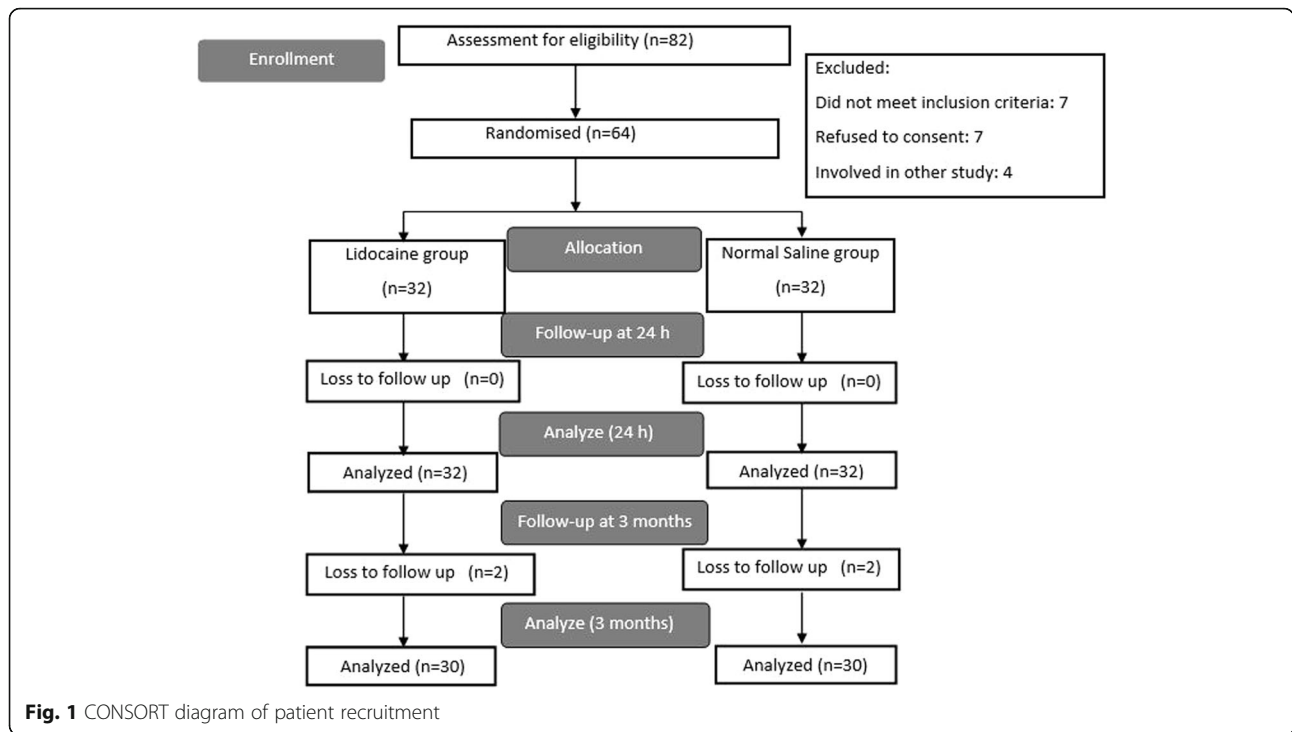 Enrollment
Assessment for eligibility (n=82)
Excluded:
Did not meet inclusion criteria: 7
Refused to consent: 7
Involved in other study: 4
Randomised (n=64)
Allocation
Lidocaine group
(n=32)
Normal Saline group
(n=32)
Follow-up at 24 h
Loss to follow up (n=0)
Loss to follow up (n=0)
Analyze (24 h)
Analyzed (n=32)
Analyzed (n=32)
Follow-up at 3 months
Loss to follow up (n=2)
Loss to follow up (n=2)
Analyze (3 months)
Analyzed (n=30)
Analyzed (n=30)
Fig. 1 CONSORT diagram of patient recruitment